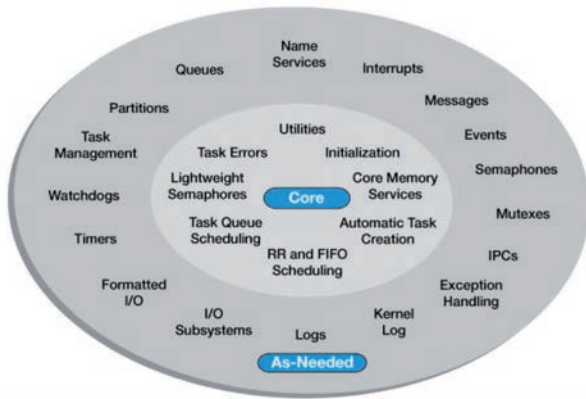 Name
Services
Queues
Interrupts
Partitions
Messages
Task
Management
Events
Utilities
Task Errors
Initialization
Semaphones
Lightweight
Semaphores
Core
Core Memory
Services
Watchdogs
Mutexes
Task Queue
Scheduling
Automatic Task
Creation
Timers
RR and FIFO
Scheduling
IPCs
Formatted
I/O
Exception
Handling
I/O
Subsystems
Logs
Kernel
Log
As-Needed